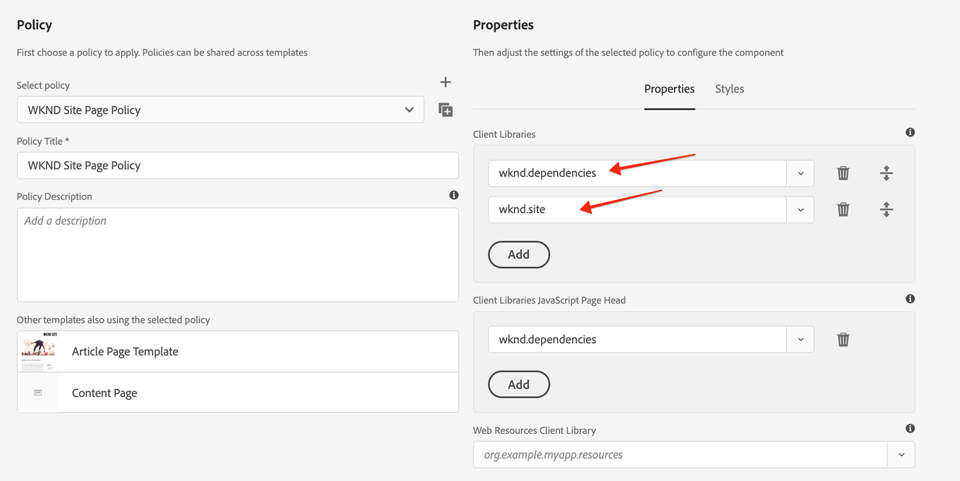 Policy
First choose a policy to apply. Policies can be shared across templates
Select policy
WKND Site Page Policy
Policy Title *
WKND Site Page Policy
Policy Description
Add a description
Other templates also using the selected policy
Article Page Template
Content Page
Properties
Then adjust the settings of the selected policy to configure the component
Properties
Styles
Client Libraries
wknd.dependencies
wknd.site
Add
Client Libraries JavaScript Page Head
wknd.dependencies
Add
Web Resources Client Library
org.example.myapp.resources